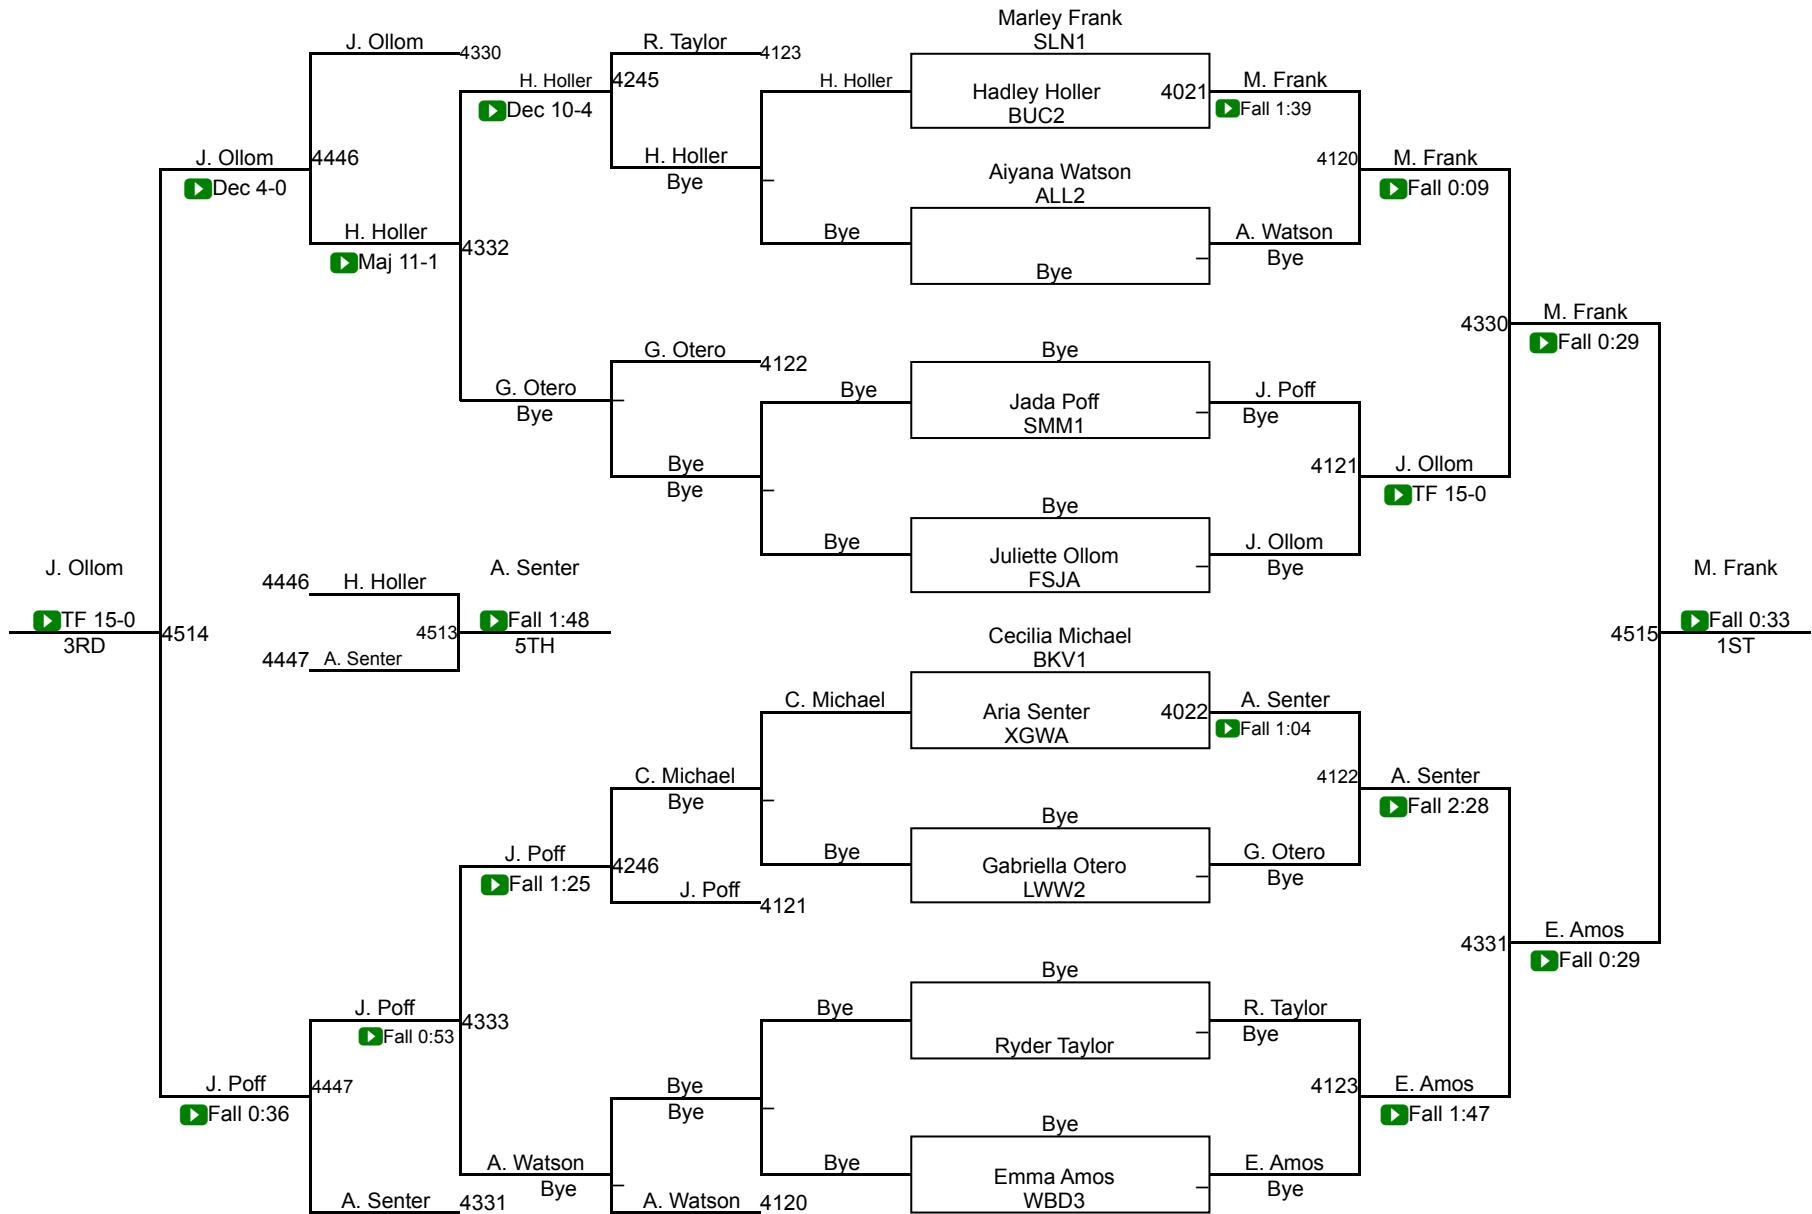 Marley Frank
SLN1
J. Ollom
4330
R. Taylor
4123
H. Holler
4245
Dec 10-4
H. Holler
Hadley Holler
BUC2
4021
M. Frank
Fall 1:39
J. Ollom
4446
Dec 4-0
H. Holler
Bye
Aiyana Watson
ALL2
4120
M. Frank
Fall 0:09
H. Holler
4332
Maj 11-1
Bye
Bye
A. Watson
Bye
M. Frank
4330
Fall 0:29
G. Otero
4122
Bye
G. Otero
Bye
Bye
Jada Poff
SMM1
J. Poff
Bye
Bye
Bye
4121
J. Ollom
TF 15-0
Bye
Bye
Juliette Ollom
FSJA
J. Ollom
Bye
J. Ollom
TF 15-0
3RD
4514
4446
H. Holler
4447
A. Senter
4513
A. Senter
Fall 1:48
5TH
M. Frank
4515
Fall 0:33
1ST
Cecilia Michael
BKV1
C. Michael
Aria Senter
XGWA
4022
A. Senter
Fall 1:04
C. Michael
Bye
4122
A. Senter
Fall 2:28
Bye
J. Poff
4246
Fall 1:25
Bye
Gabriella Otero
LWW2
G. Otero
Bye
J. Poff
4121
E. Amos
4331
Fall 0:29
Bye
J. Poff
4333
Fall 0:53
Bye
Ryder Taylor
R. Taylor
Bye
J. Poff
4447
Fall 0:36
Bye
Bye
4123
E. Amos
Fall 1:47
Bye
A. Watson
Bye
Bye
Emma Amos
WBD3
E. Amos
Bye
A. Senter
4331
A. Watson
4120